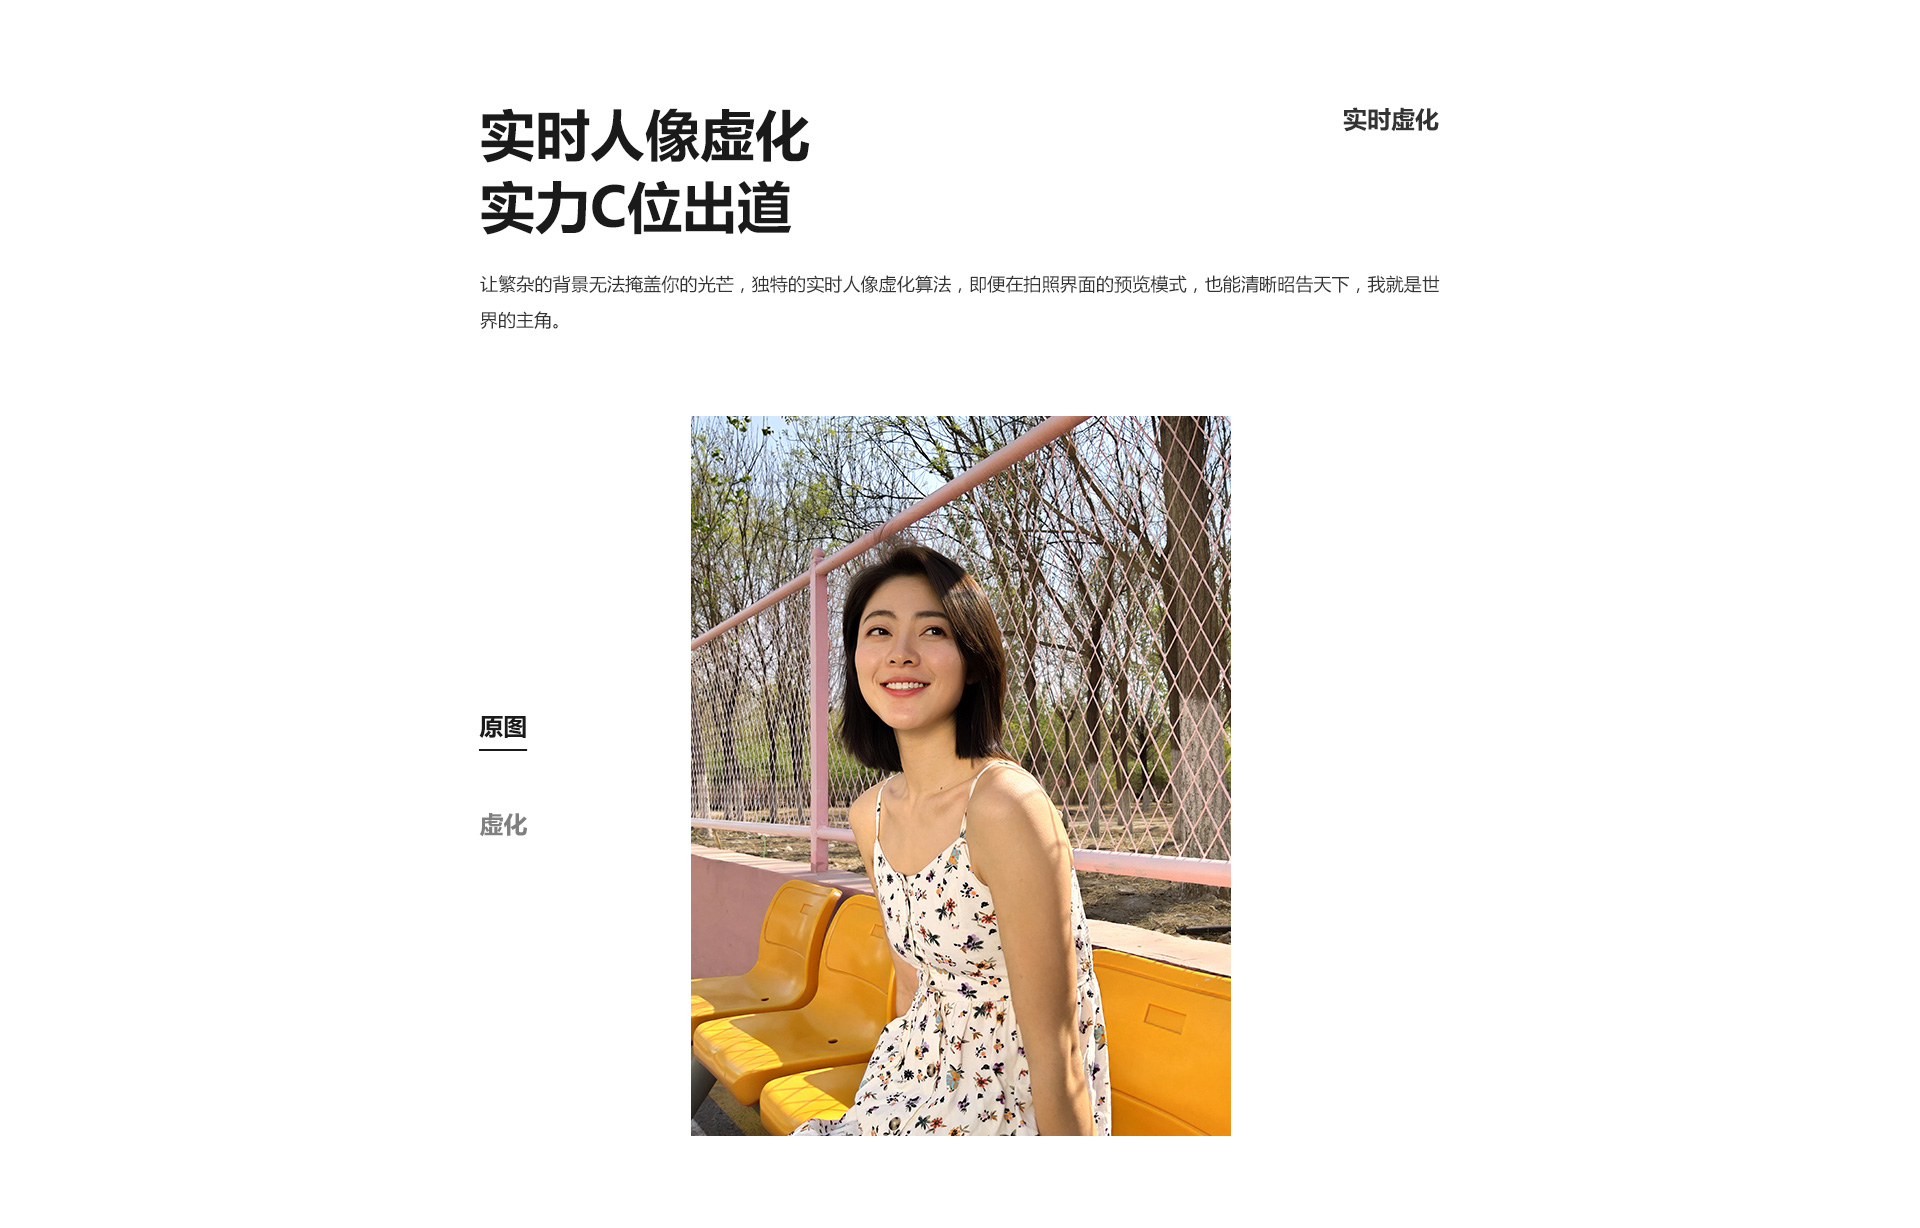 实时人像虚化
实力C位出道
实时虚化
让繁杂的背景无法掩盖你的光芒，独特的实时人像虚化算法，即便在拍照界面的预览模式，也能清晰昭告天下，我就是世
界的主角。
原图
虚化